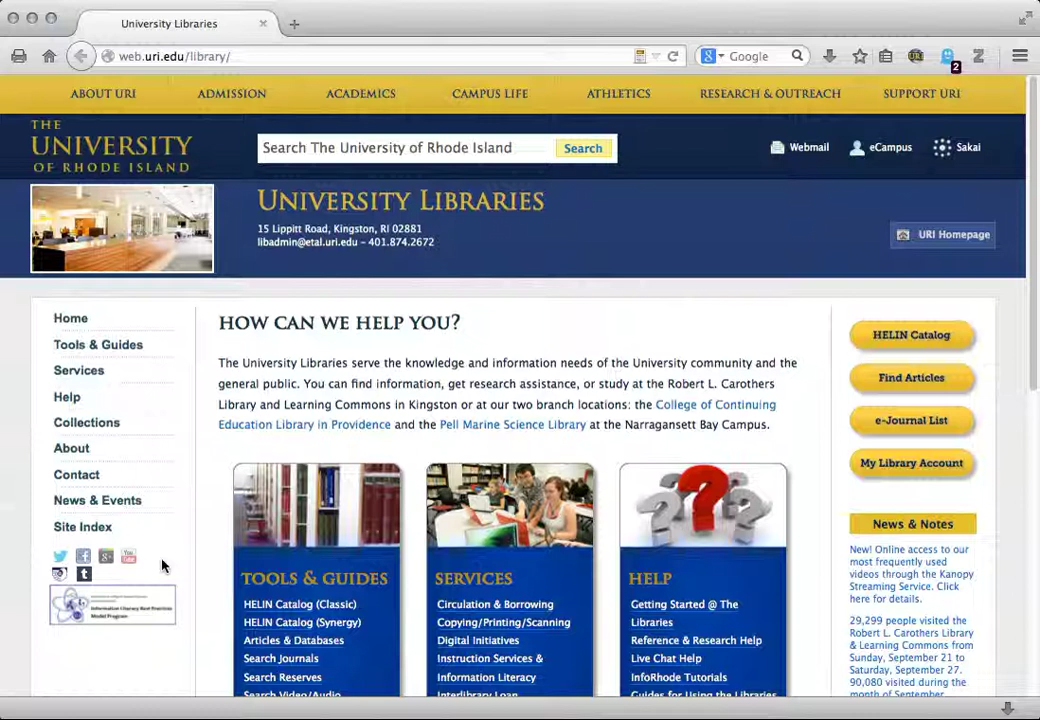 University Libraries
web.uri.edu/library/
Google
2
ABOUT URI
ADMISSION
ACADEMICS
CAMPUS LIFE
ATHLETICS
RESEARCH & OUTREACH
SUPPORT URI
THE
UNIVERSITY
OF RHODE ISLAND
Search The University of Rhode Island
Search
Webmail
eCampus
Sakai
UNIVERSITY LIBRARIES
15 Lippitt Road, Kingston, RI 02881
libadmin@etal.uri.edu – 401.874.2672
URI Homepage
Home
Tools & Guides
Services
Help
Collections
About
Contact
News & Events
Site Index
HOW CAN WE HELP YOU?
The University Libraries serve the knowledge and information needs of the University community and the
general public. You can find information, get research assistance, or study at the Robert L. Carothers
Library and Learning Commons in Kingston or at our two branch locations: the College of Continuing
Education Library in Providence and the Pell Marine Science Library at the Narragansett Bay Campus.
TOOLS & GUIDES
HELIN Catalog (Classic)
HELIN Catalog (Synergy)
Articles & Databases
Search Journals
Search Reserves
Search Video/Audio
SERVICES
Circulation & Borrowing
Copying/Printing/Scanning
Digital Initiatives
Instruction Services &
Information Literacy
Interlibrary Loan
HELP
Getting Started @ The
Libraries
Reference & Research Help
Live Chat Help
InfoRhode Tutorials
Guides for Using the Libraries
HELIN Catalog
Find Articles
e-Journal List
My Library Account
News & Notes
New! Online access to our
most frequently used
videos through the Kanopy
Streaming Service. Click
here for details.
29,299 people visited the
Robert L. Carothers Library
& Learning Commons from
Sunday, September 21 to
Saturday, September 27.
90,080 visited during the
month of September